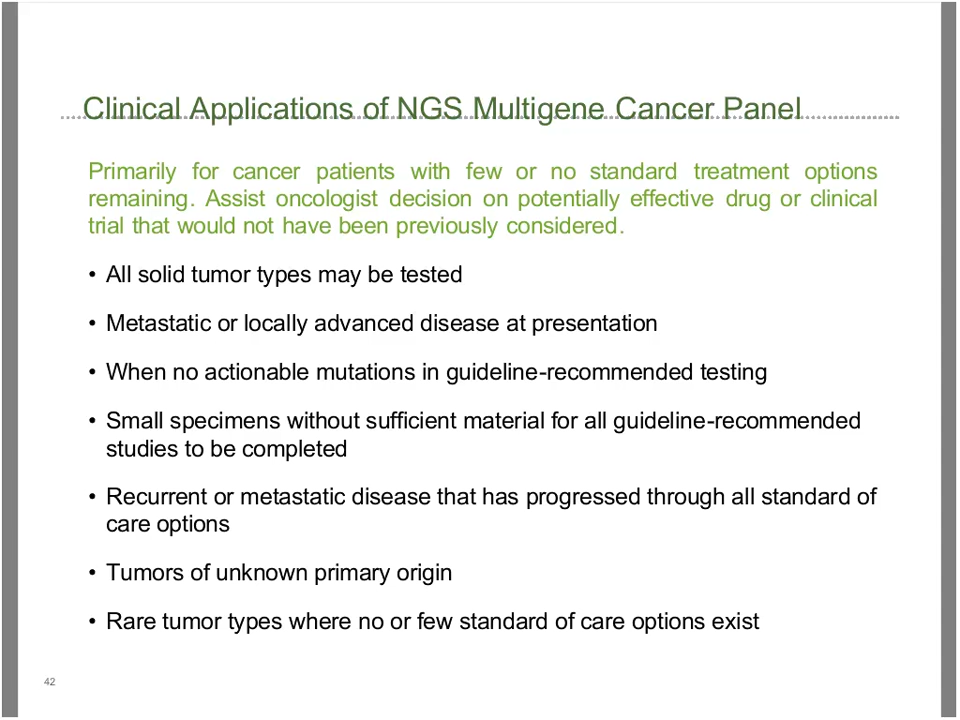 Clinical Applications of NGS Multigene Cancer Panel
Primarily for cancer patients with few or no standard treatment options
remaining. Assist oncologist decision on potentially effective drug or clinical
trial that would not have been previously considered.
• All solid tumor types may be tested
• Metastatic or locally advanced disease at presentation
• When no actionable mutations in guideline-recommended testing
• Small specimens without sufficient material for all guideline-recommended
studies to be completed
• Recurrent or metastatic disease that has progressed through all standard of
care options
• Tumors of unknown primary origin
• Rare tumor types where no or few standard of care options exist
42